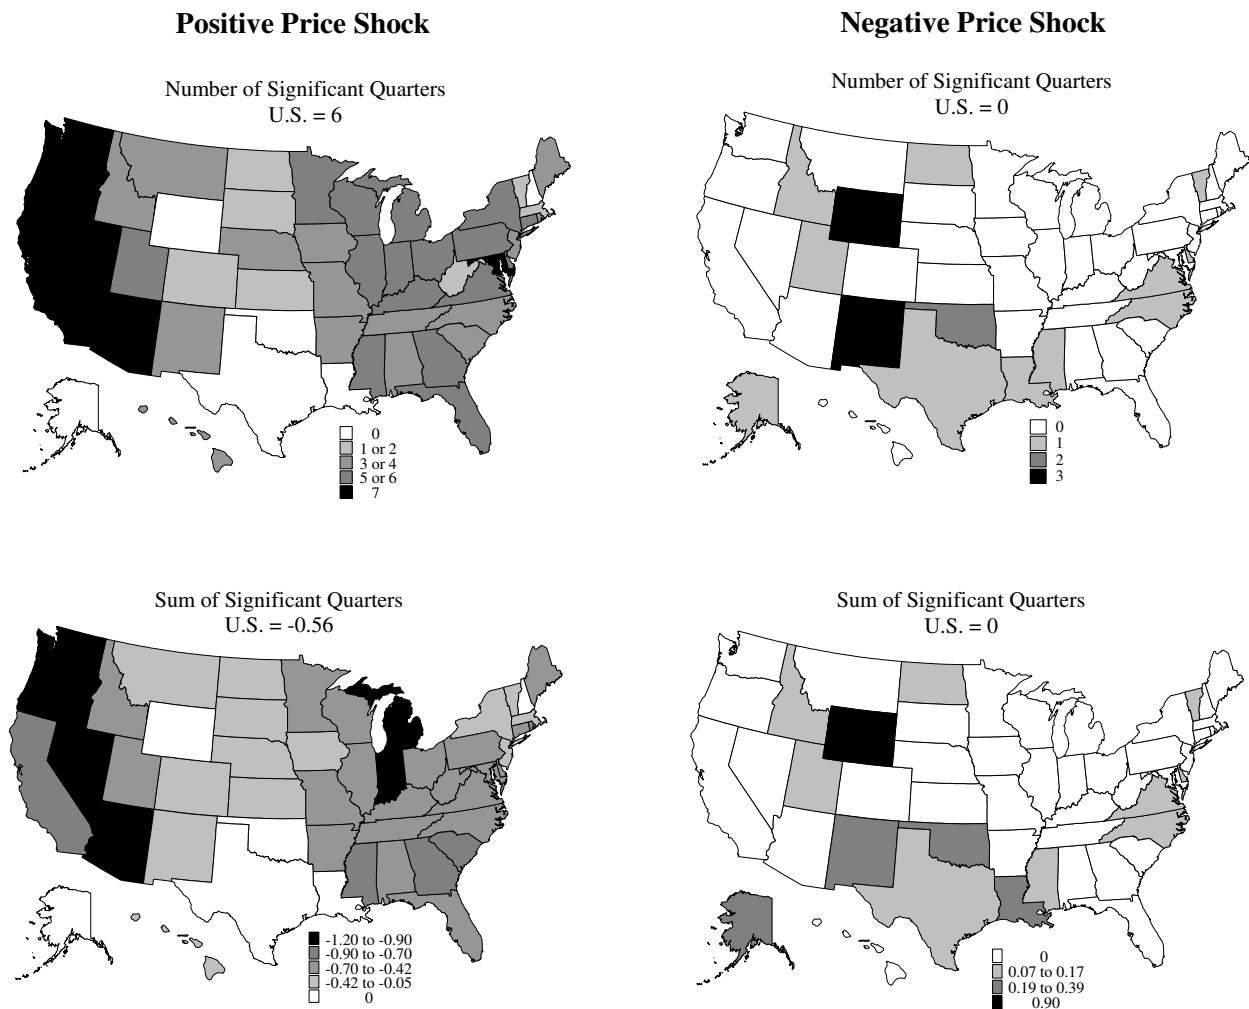 Positive Price Shock
Negative Price Shock
Number of Significant Quarters
U.S. = 6
0
1 or 2
3 or 4
5 or 6
7
Number of Significant Quarters
U.S. = 0
0
1
2
3
Sum of Significant Quarters
U.S. = -0.56
-1.20 to -0.90
-0.90 to -0.70
-0.70 to -0.42
-0.42 to -0.05
0
Sum of Significant Quarters
U.S. = 0
0
0.07 to 0.17
0.19 to 0.39
0.90